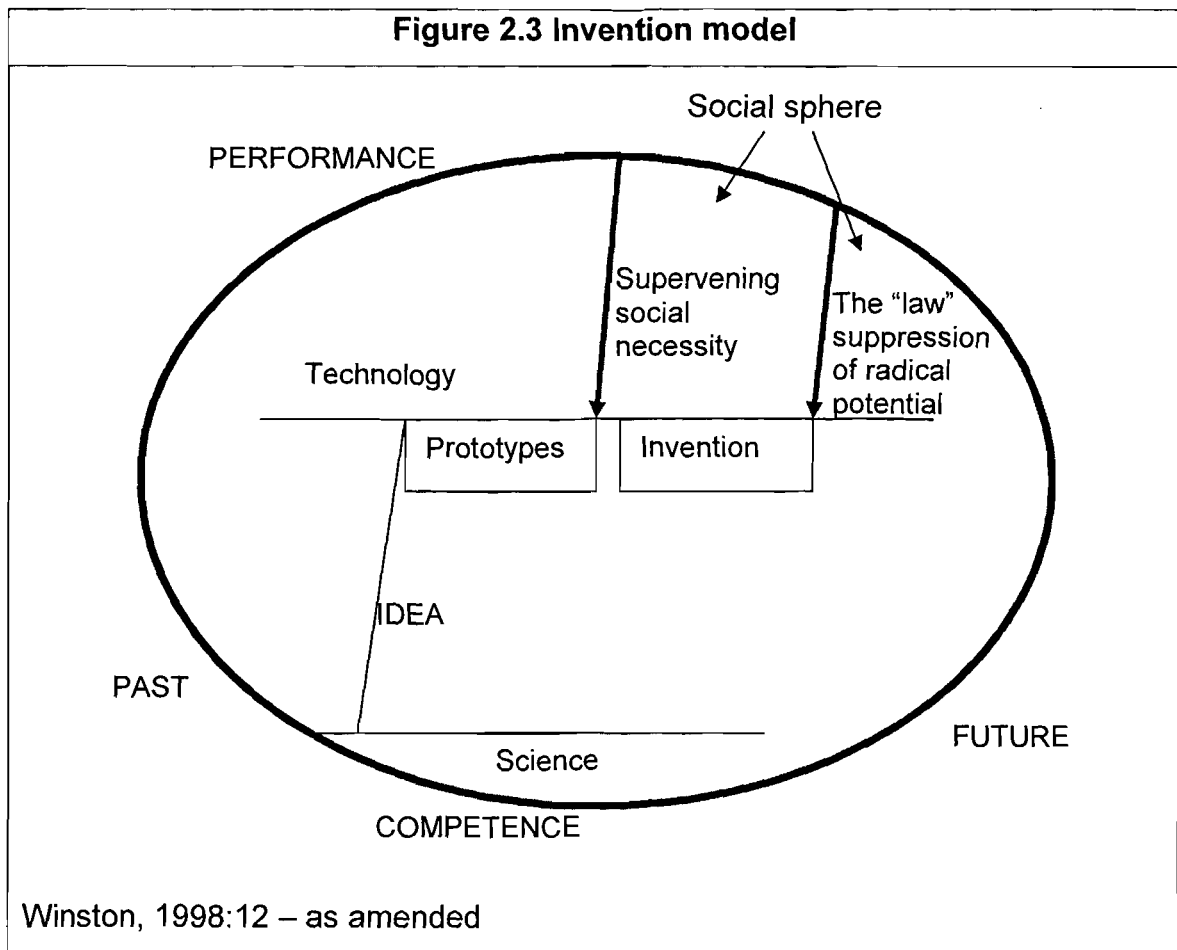 Figure 2.3 Invention model
Social sphere
PERFORMANCE
Supervening
social
necessity
The “law”
suppression
of radical
potential
Technology
Prototypes
Invention
IDEA
PAST
FUTURE
Science
COMPETENCE
Winston, 1998:12 – as amended